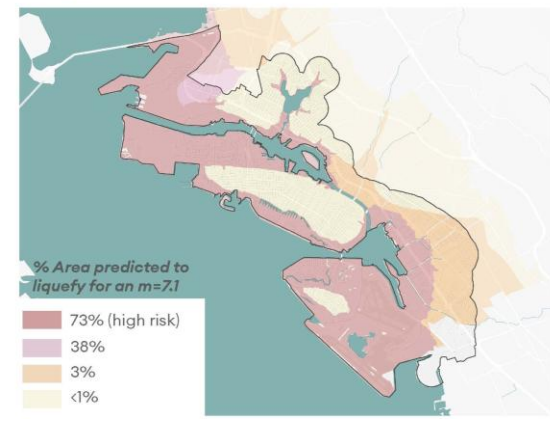 % Area predicted to
liquefy for an m=7.1
73% (high risk)
38%
3%
<1%